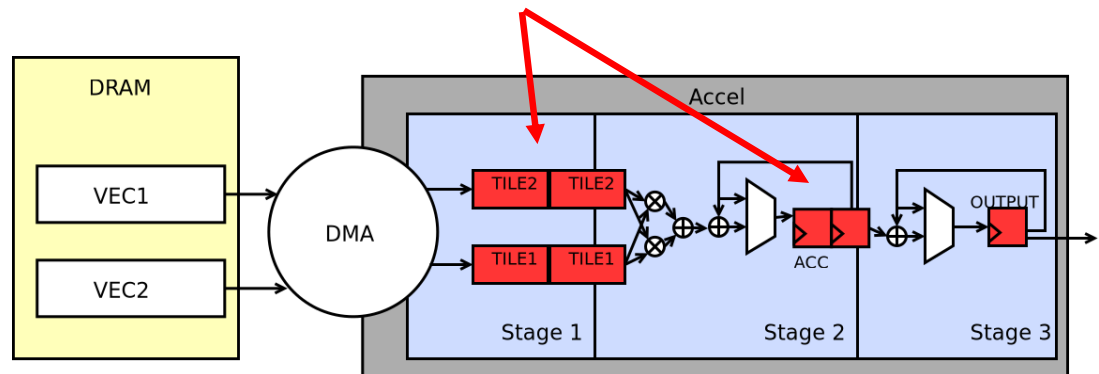 DRAM
VEC1
VEC2
DMA
Accel
TILE2
TILE2
TILE1
TILE1
ACC
OUTPUT
Stage 1
Stage 2
Stage 3